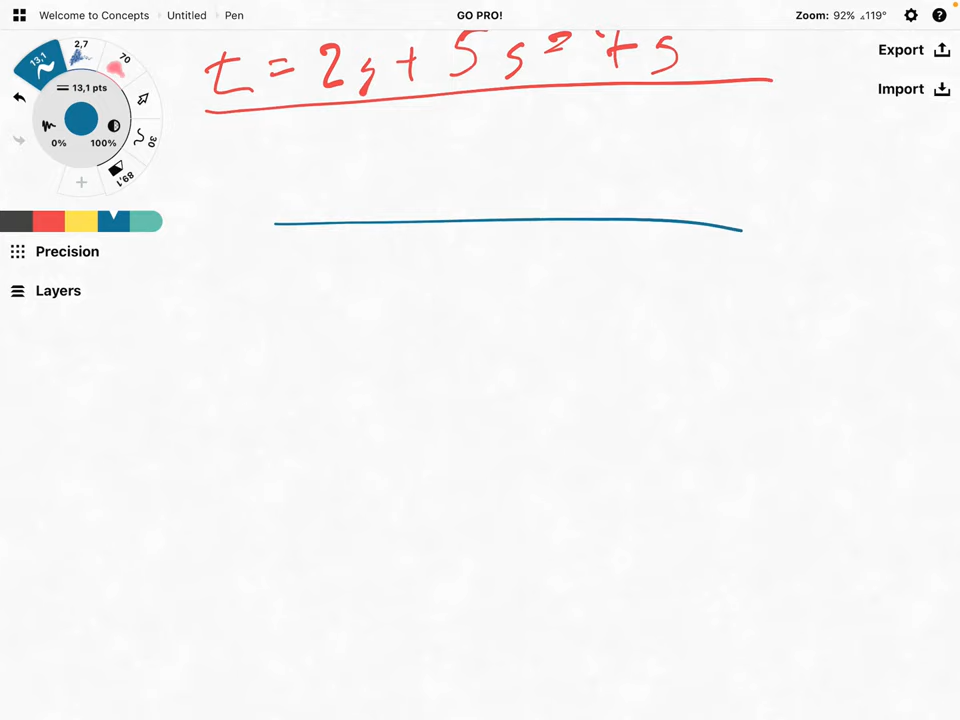 Welcome to Concepts › Untitled › Pen
GO PRO!
Zoom: 92% ⊿119°
Export
Import
13,1
2,7
70
13,1 pts
0%
100%
30
89,1
Precision
Layers
t = 2s + 5s² + s